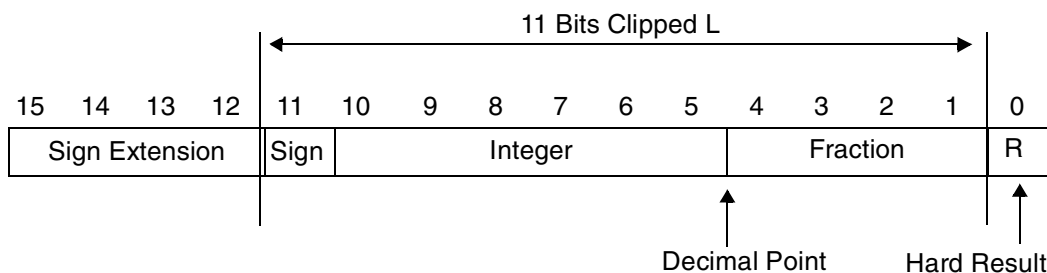 11 Bits Clipped L
15 14 13 12 11 10 9 8 7 6 5 4 3 2 1 0
Sign Extension Sign Integer Fraction R
Decimal Point Hard Result